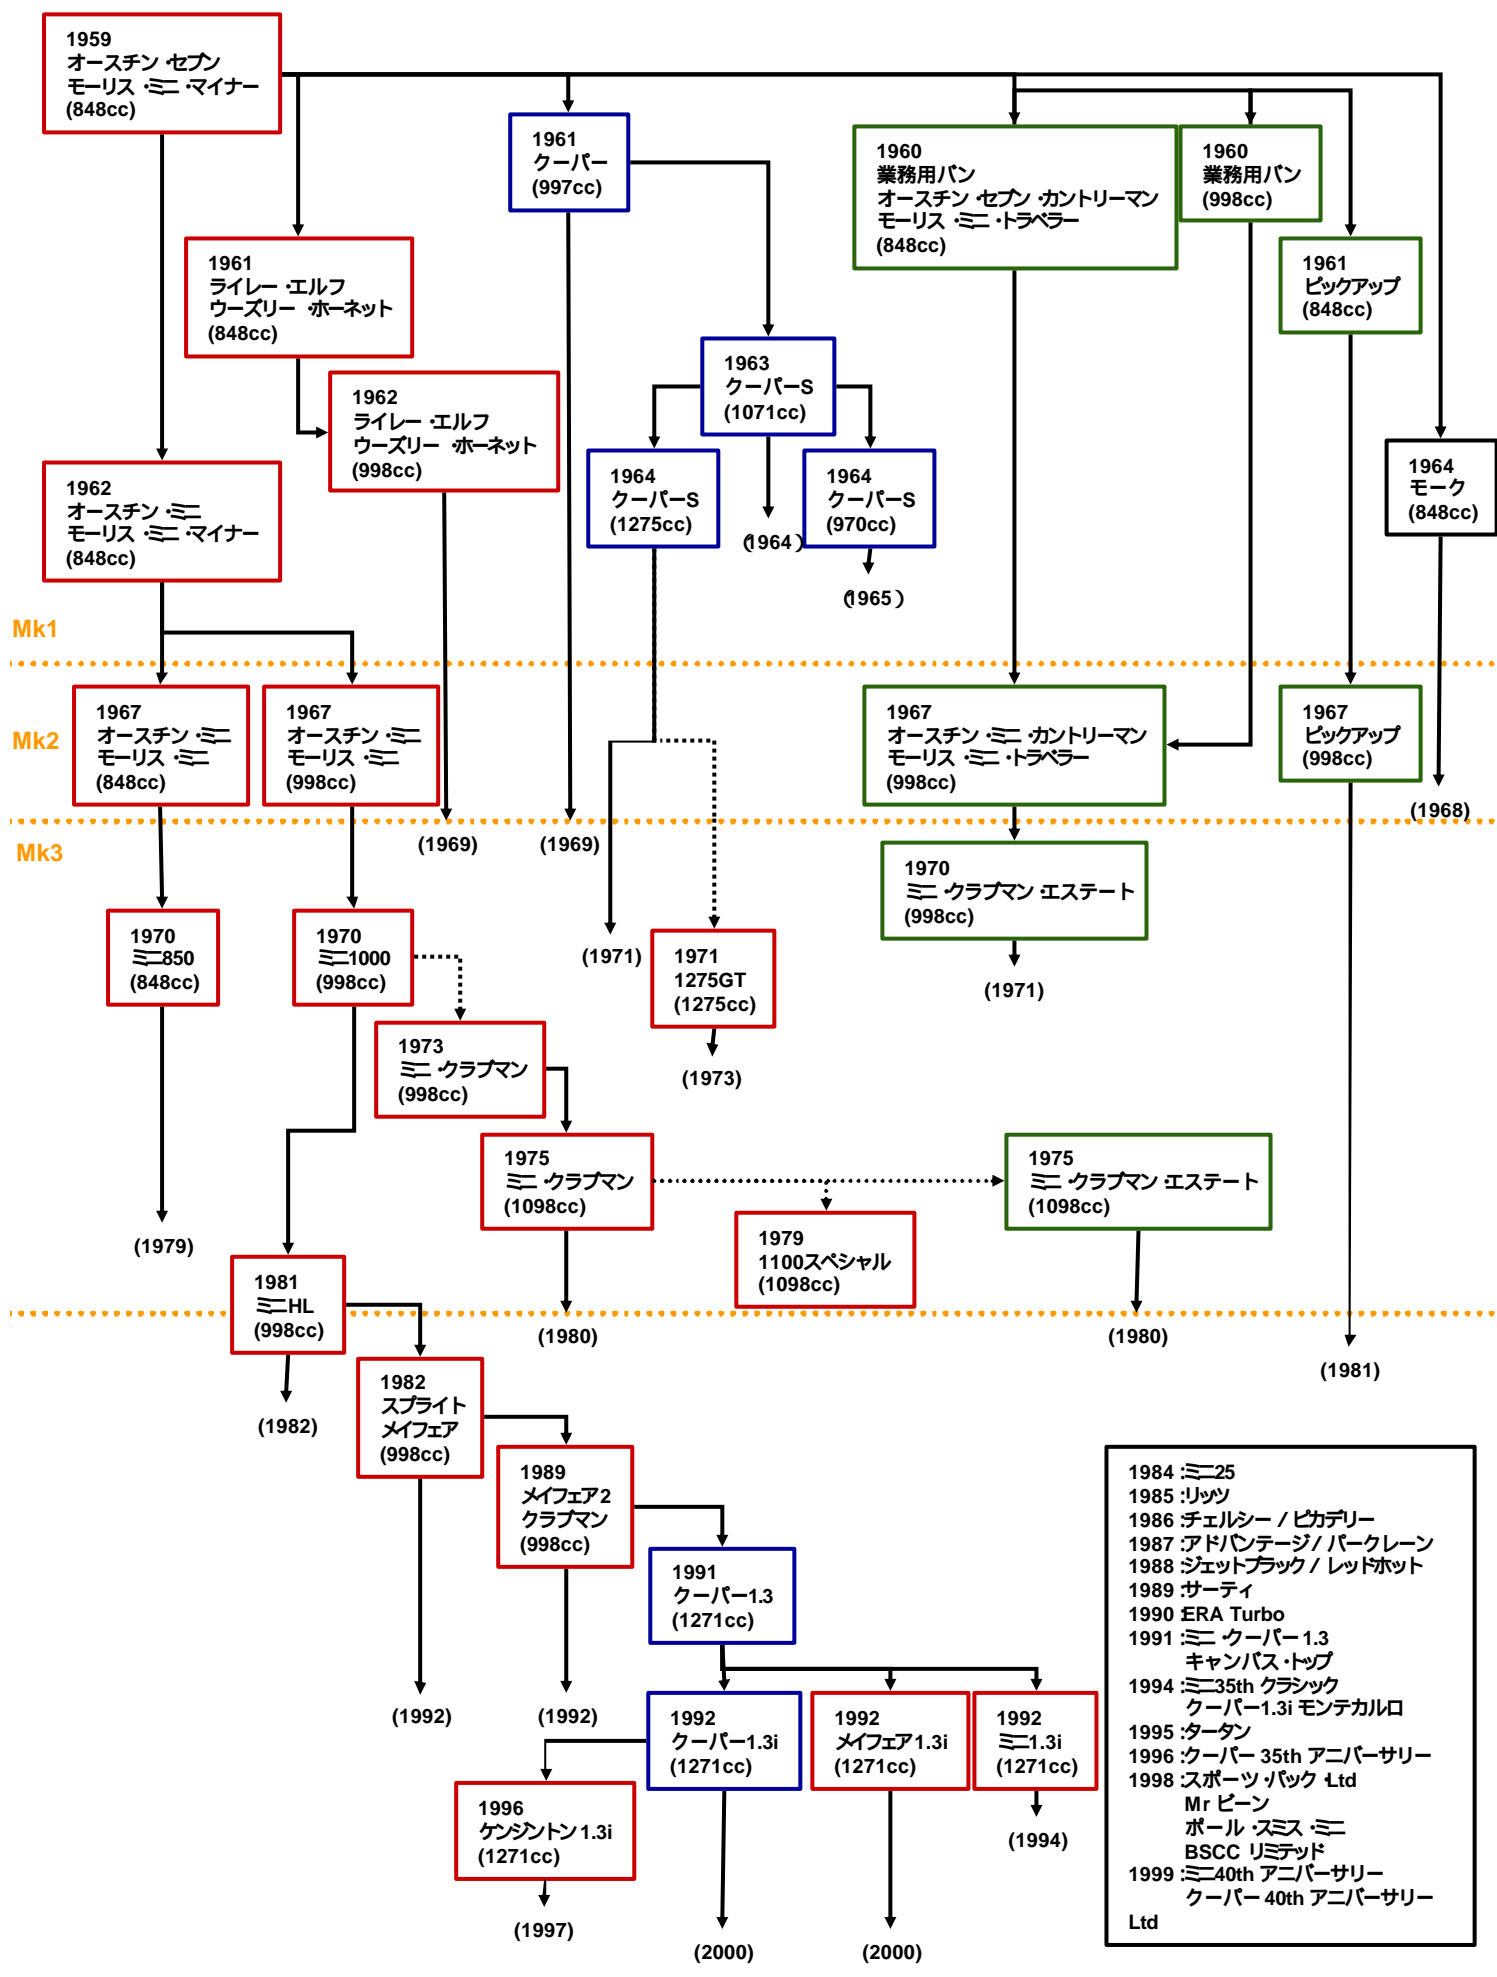 1959
オースチン・セブン
モーリス・ミニ・マイナー
(848cc)
1961
クーパー
(997cc)
1960
業務用バン
オースチン・セブン・カントリーマン
モーリス・ミニ・トラベラー
(848cc)
1960
業務用バン
(998cc)
1961
ライレー・エルフ
ウーズリー・ホーネット
(848cc)
1961
ピックアップ
(848cc)
1963
クーパーS
(1071cc)
1962
ライレー・エルフ
ウーズリー・ホーネット
(998cc)
1962
オースチン・ミニ
モーリス・ミニ・マイナー
(848cc)
1964
クーパーS
(1275cc)
(1964)
1964
クーパーS
(970cc)
(1965)
1964
モーク
(848cc)
Mk1
Mk2
1967
オースチン・ミニ
モーリス・ミニ
(848cc)
1967
オースチン・ミニ
モーリス・ミニ
(998cc)
1967
オースチン・ミニ・カントリーマン
モーリス・ミニ・トラベラー
(998cc)
1967
ピックアップ
(998cc)
(1968)
Mk3
(1969)
(1969)
1970
ミニ・クラブマン・エステート
(998cc)
1970
ミニ850
(848cc)
1970
ミニ1000
(998cc)
(1971)
1971
1275GT
(1275cc)
(1971)
1973
ミニ・クラブマン
(998cc)
(1973)
1975
ミニ・クラブマン
(1098cc)
1975
ミニ・クラブマン・エステート
(1098cc)
(1979)
1979
1100スペシャル
(1098cc)
1981
ミニHL
(998cc)
(1980)
(1980)
(1981)
1982
スプライト
メイフェア
(998cc)
(1982)
1989
メイフェア2
クラブマン
(998cc)
1991
クーパー1.3
(1271cc)
(1992)
(1992)
1992
クーパー1.3i
(1271cc)
1992
メイフェア1.3i
(1271cc)
1992
ミニ1.3i
(1271cc)
1996
ケンジントン1.3i
(1271cc)
(1994)
(1997)
(2000)
(2000)
1984:ミニ25
1985:リッツ
1986:チェルシー / ピカデリー
1987:アドバンテージ / パークレーン
1988:ジェットブラック / レッドホット
1989:サーティ
1990:ERA Turbo
1991:ミニ・クーパー1.3
キャンバス・トップ
1994:ミニ35th クラシック
クーパー1.3i モンテカルロ
1995:タータン
1996:クーパー 35th アニバーサリー
1998:スポーツ・パック・Ltd
Mr ビーン
ポール・スミス・ミニ
BSCC リミテッド
1999:ミニ40th アニバーサリー
クーパー 40th アニバーサリー
Ltd